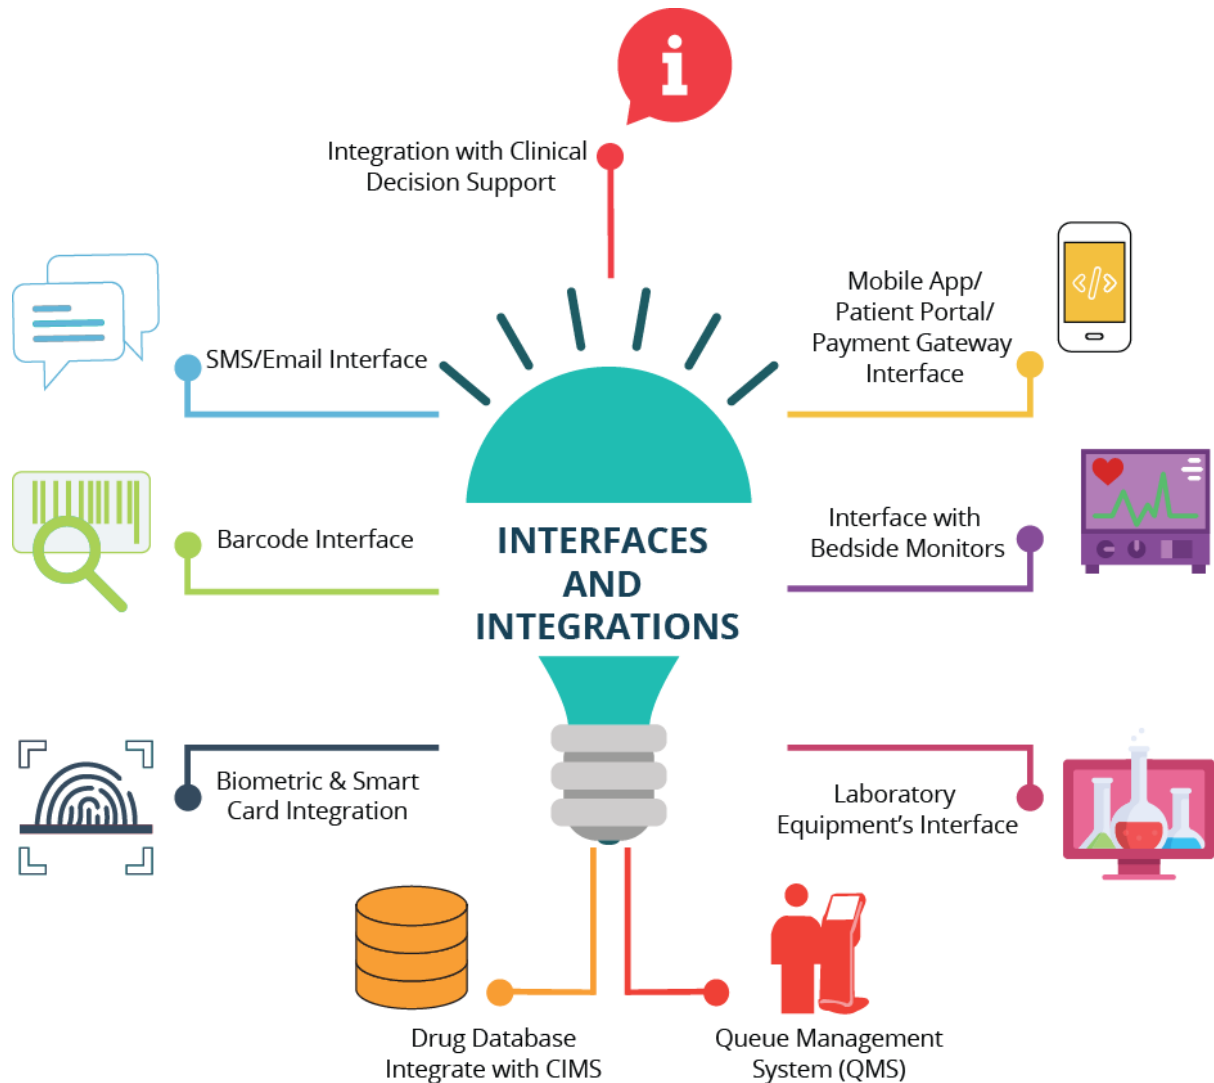 Integration with Clinical
Decision Support
SMS/Email Interface
Mobile App/
Patient Portal/
Payment Gateway
Interface
Barcode Interface
INTERFACES
AND
INTEGRATIONS
Interface with
Bedside Monitors
Biometric & Smart
Card Integration
Laboratory
Equipment’s Interface
Drug Database
Integrate with CIMS
Queue Management
System (QMS)